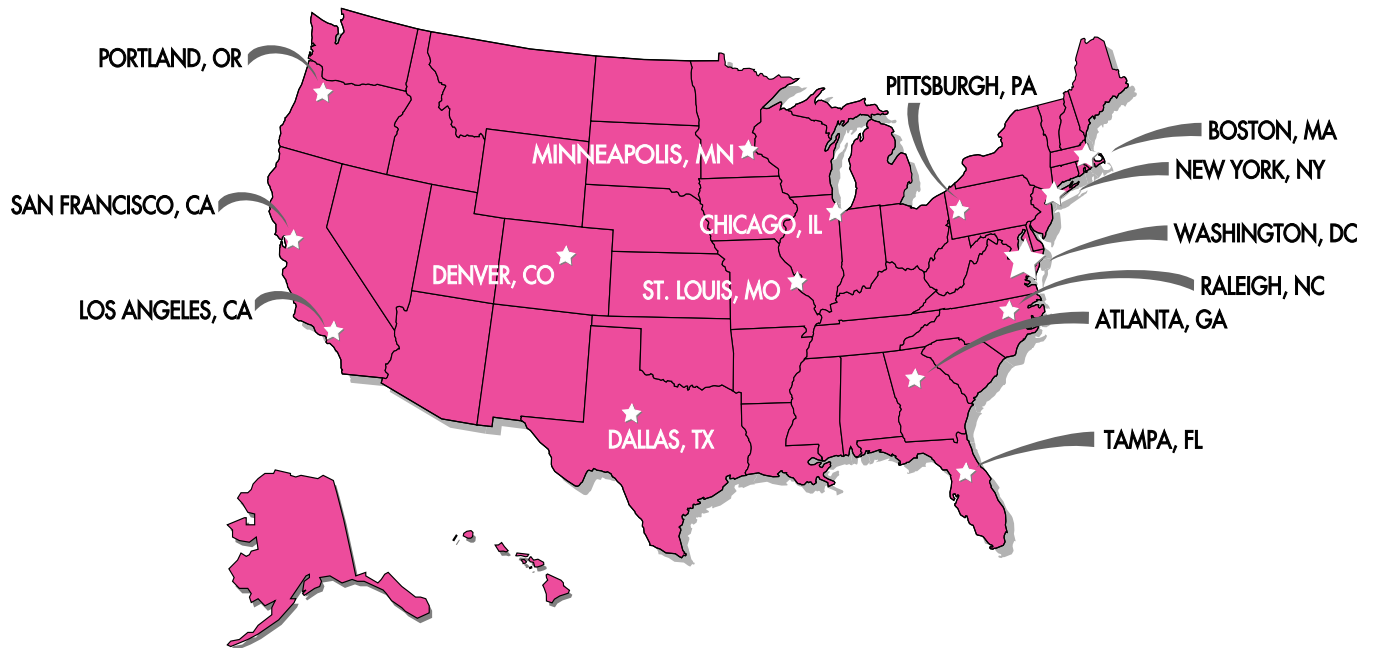 PORTLAND, OR
PITTSBURGH, PA
BOSTON, MA
MINNEAPOLIS, MN
NEW YORK, NY
SAN FRANCISCO, CA
CHICAGO, IL
WASHINGTON, DC
DENVER, CO
ST. LOUIS, MO
RALEIGH, NC
LOS ANGELES, CA
ATLANTA, GA
DALLAS, TX
TAMPA, FL